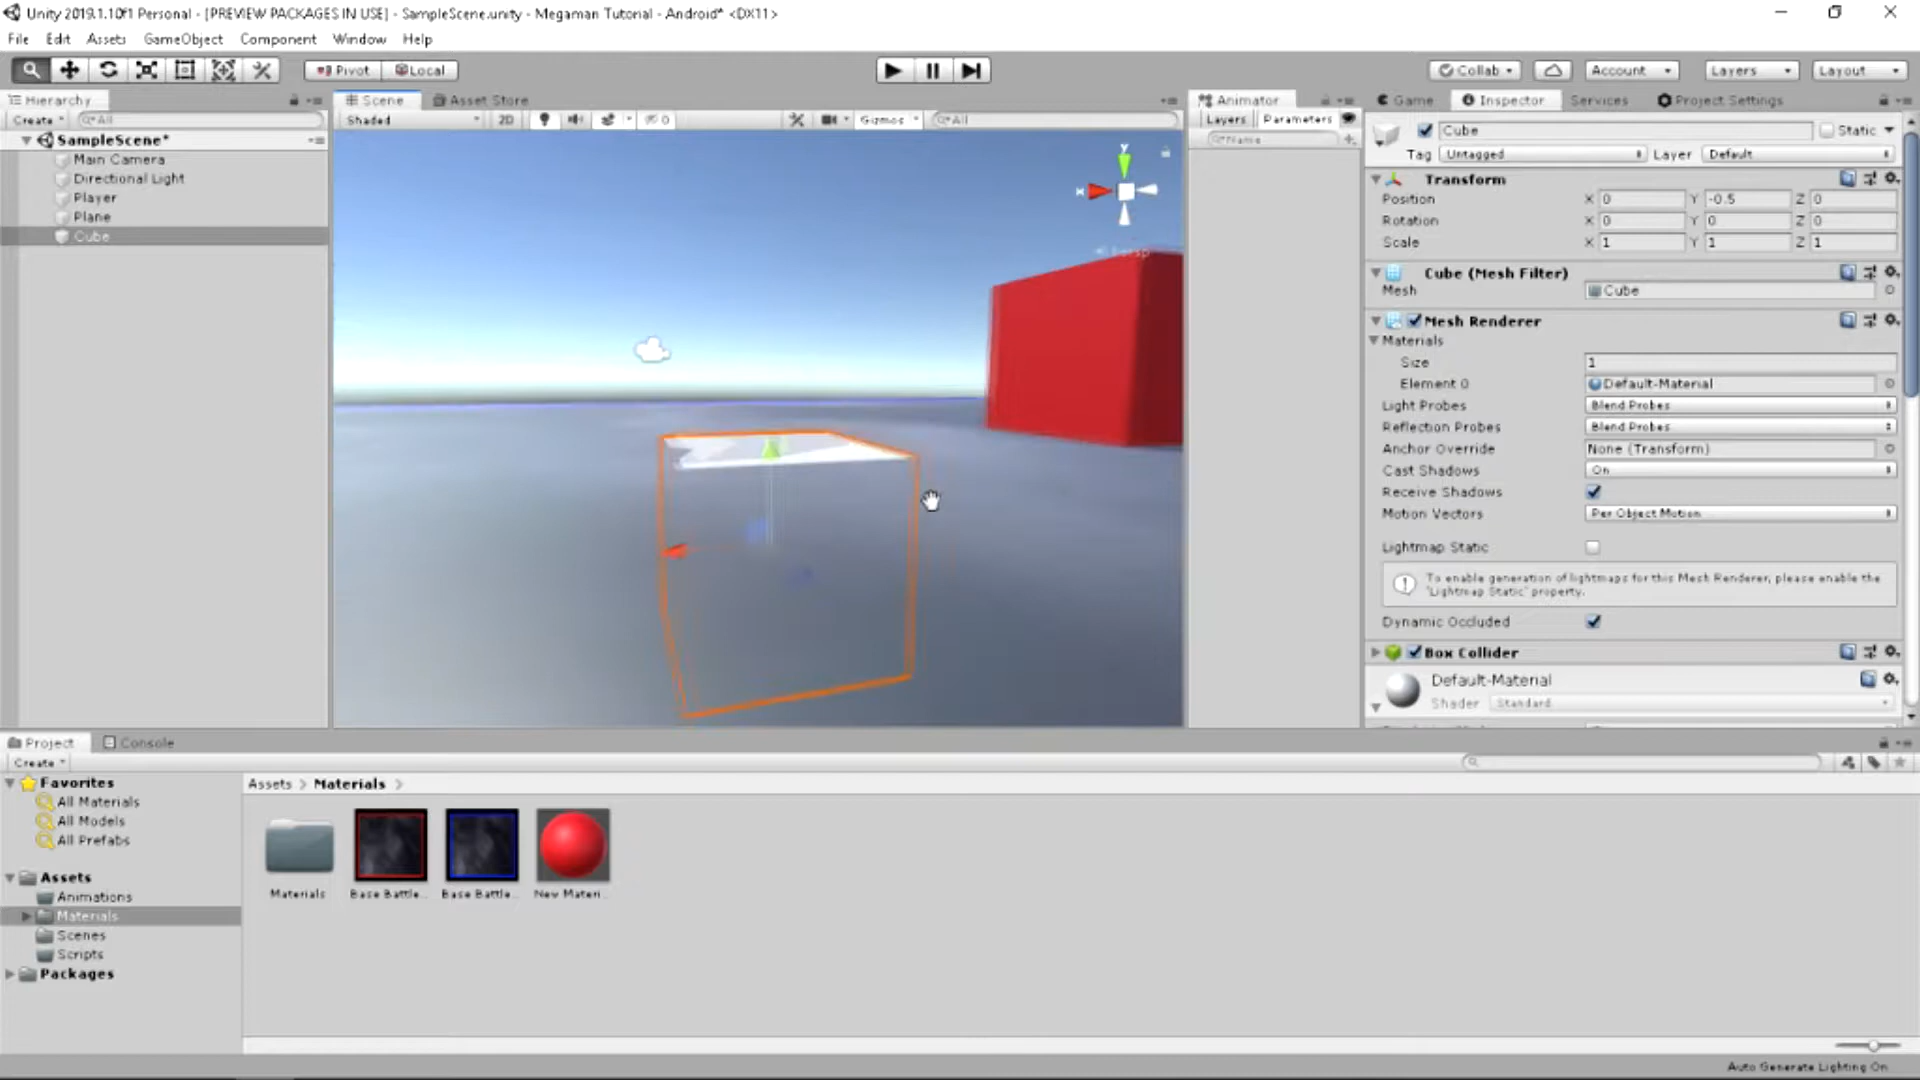 Unity 2019.1.10f1 Personal - [PREVIEW PACKAGES IN USE] - SampleScene.unity - Megaman Tutorial - Android* <DX11>
File Edit Assets GameObject Component Window Help
Pivot Local Collab Account Layers Layout
Hierarchy Scene Asset Store Animator Game Inspector Services Project Settings
Create All Shaded 2D 0 Gizmos All Layers Parameters
Name
Cube Static
Tag Untagged Layer Default
SampleScene*
Main Camera
Directional Light
Player
Plane
Cube
y
x
Persp
Transform
Position X 0 Y -0.5 Z 0
Rotation X 0 Y 0 Z 0
Scale X 1 Y 1 Z 1
Cube (Mesh Filter)
Mesh Cube
Mesh Renderer
Materials
Size 1
Element 0 Default-Material
Light Probes Blend Probes
Reflection Probes Blend Probes
Anchor Override None (Transform)
Cast Shadows On
Receive Shadows
Motion Vectors Per Object Motion
Lightmap Static
To enable generation of lightmaps for this Mesh Renderer, please enable the
'Lightmap Static' property.
Dynamic Occluded
Box Collider
Default-Material
Shader Standard
Project Console
Create
Favorites
All Materials
All Models
All Prefabs
Assets
Animations
Materials
Scenes
Scripts
Packages
Assets > Materials >
Materials Base Battle... Base Battle... New Materi...
Auto Generate Lighting On